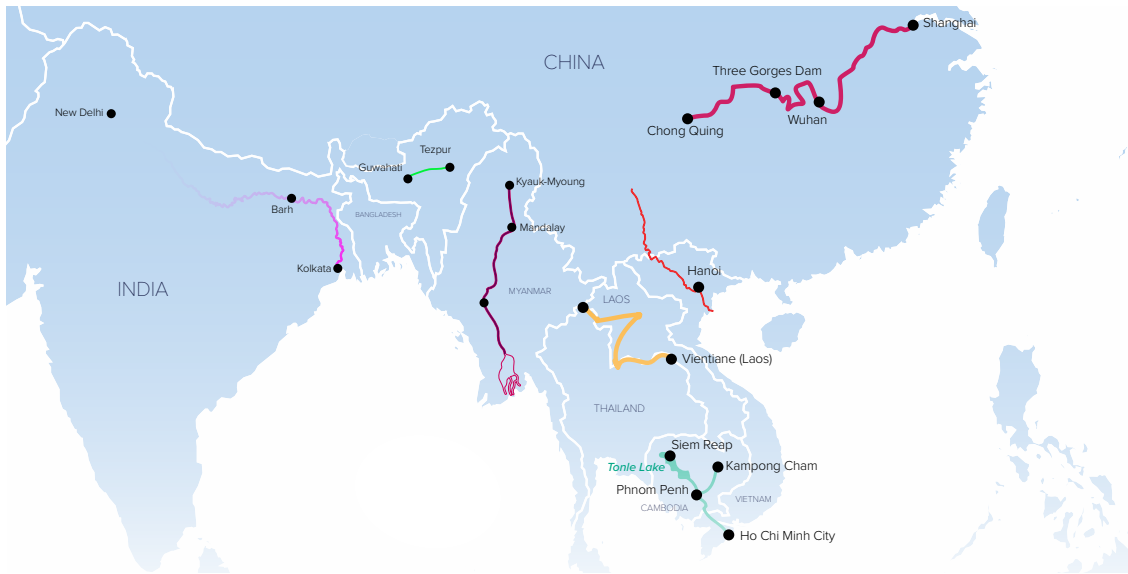 Shanghai
CHINA
Three Gorges Dam
New Delhi
Wuhan
Chong Quing
Tezpur
Guwahati
Kyauk-Myoung
Barh
BANGLADESH
Mandalay
Kolkata
Hanoi
INDIA
MYANMAR
LAOS
Vientiane (Laos)
THAILAND
Siem Reap
Tonle Lake
Kampong Cham
Phnom Penh
VIETNAM
CAMBODIA
Ho Chi Minh City